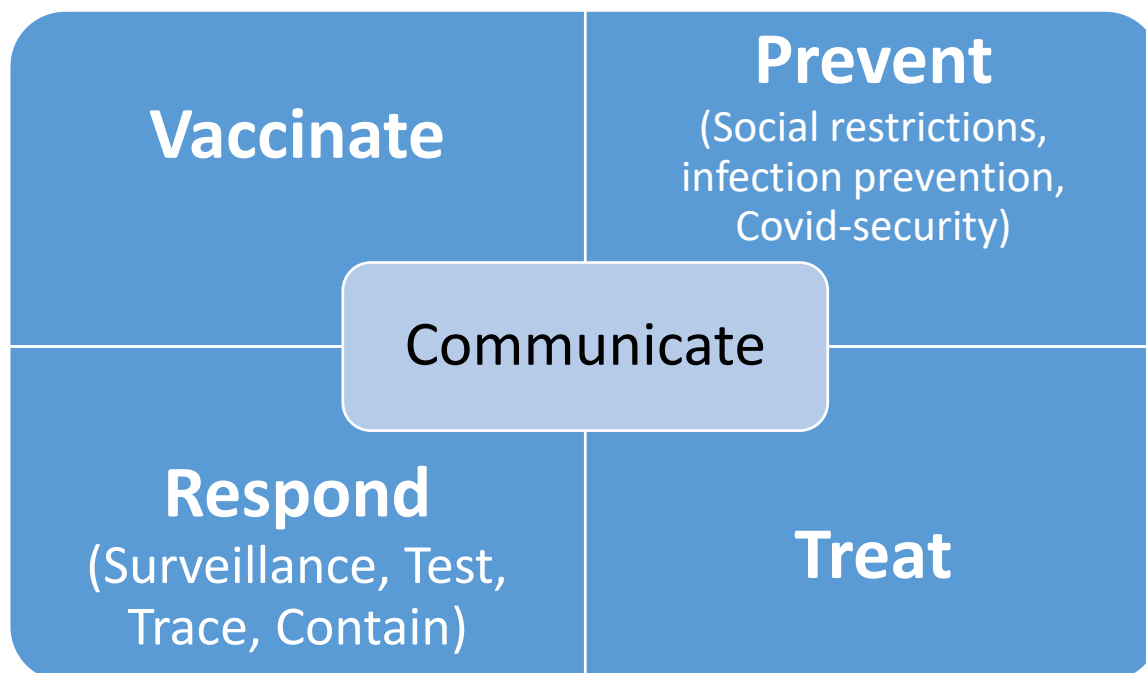 Vaccinate
Prevent
(Social restrictions,
infection prevention,
Covid-security)
Communicate
Respond
(Surveillance, Test,
Trace, Contain)
Treat